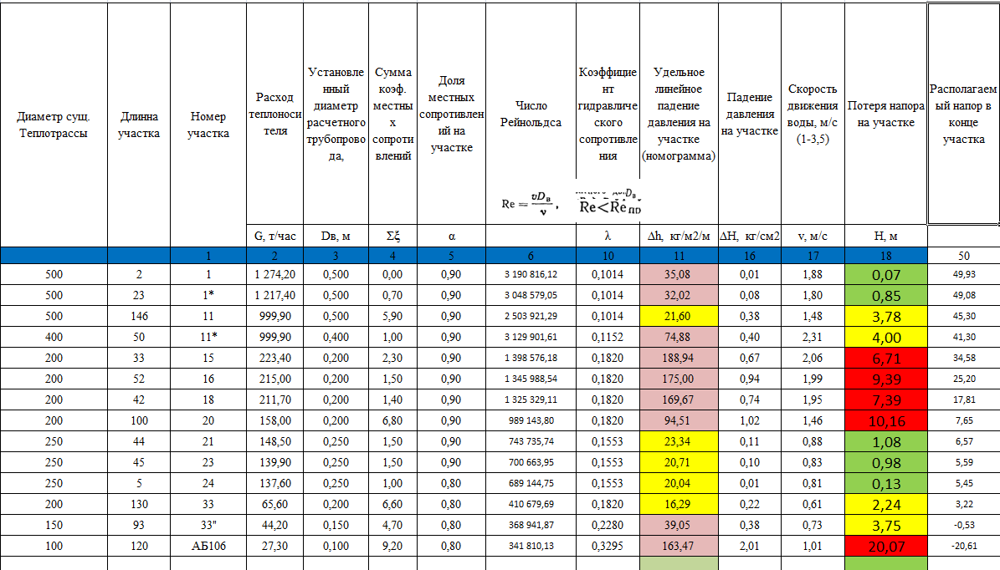 Диаметр сущ.
Теплотрассы
Длинна
участка
Номер
участка
Расход
теплоноси
теля
Установле
нный
диаметр
расчетного
трубопрово
да,
Сумма
коэф.
местны
х
сопроти
влений
Доля
местных
сопротивлен
ий на
участке
Число
Рейнольдса
Коэффицие
нт
гидравличе
ского
сопротивле
ния
Удельное
линейное
падение
давления на
участке
(номограмма)
Падение
давления
на участке
Скорость
движения
воды, м/с
(1-3,5)
Потеря напора
на участке
Располагаем
ый напор в
конце
участка
Re = υDв/ν,
Re<Reпр
G, т/час Dв, м Σξ α λ Δh, кг/м2/м ΔH, кг/см2 v, м/с H, м
1 2 3 4 5 6 10 11 16 17 18 50
500 2 1 1 274,20 0,500 0,00 0,90 3 190 816,12 0,1014 35,08 0,01 1,88 0,07 49,93
500 23 1* 1 217,40 0,500 0,70 0,90 3 048 579,05 0,1014 32,02 0,08 1,80 0,85 49,08
500 146 11 999,90 0,500 5,90 0,90 2 503 921,29 0,1014 21,60 0,38 1,48 3,78 45,30
400 50 11* 999,90 0,400 1,00 0,90 3 129 901,61 0,1152 74,88 0,40 2,31 4,00 41,30
200 33 15 223,40 0,200 2,30 0,90 1 398 576,18 0,1820 188,94 0,67 2,06 6,71 34,58
200 52 16 215,00 0,200 1,50 0,90 1 345 988,54 0,1820 175,00 0,94 1,99 9,39 25,20
200 42 18 211,70 0,200 1,40 0,90 1 325 329,11 0,1820 169,67 0,74 1,95 7,39 17,81
200 100 20 158,00 0,200 6,80 0,90 989 143,80 0,1820 94,51 1,02 1,46 10,16 7,65
250 44 21 148,50 0,250 1,50 0,90 743 735,74 0,1553 23,34 0,11 0,88 1,08 6,57
250 45 23 139,90 0,250 1,50 0,90 700 663,95 0,1553 20,71 0,10 0,83 0,98 5,59
250 5 24 137,60 0,250 1,00 0,80 689 144,75 0,1553 20,04 0,01 0,81 0,13 5,45
200 130 33 65,60 0,200 6,60 0,80 410 679,69 0,1820 16,29 0,22 0,61 2,24 3,22
150 93 33" 44,20 0,150 4,70 0,80 368 941,87 0,2280 39,05 0,38 0,73 3,75 -0,53
100 120 АБ106 27,30 0,100 9,20 0,80 341 810,13 0,3295 163,47 2,01 1,01 20,07 -20,61